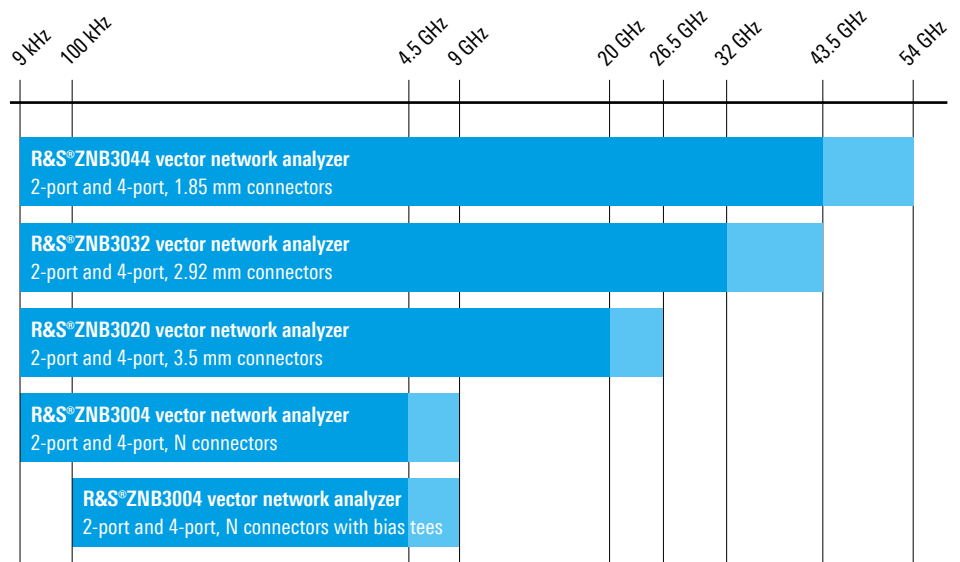 9 kHz
100 kHz
4.5 GHz
9 GHz
20 GHz
26.5 GHz
32 GHz
43.5 GHz
54 GHz
R&S®ZNB3044 vector network analyzer
2-port and 4-port, 1.85 mm connectors
R&S®ZNB3032 vector network analyzer
2-port and 4-port, 2.92 mm connectors
R&S®ZNB3020 vector network analyzer
2-port and 4-port, 3.5 mm connectors
R&S®ZNB3004 vector network analyzer
2-port and 4-port, N connectors
R&S®ZNB3004 vector network analyzer
2-port and 4-port, N connectors with bias tees